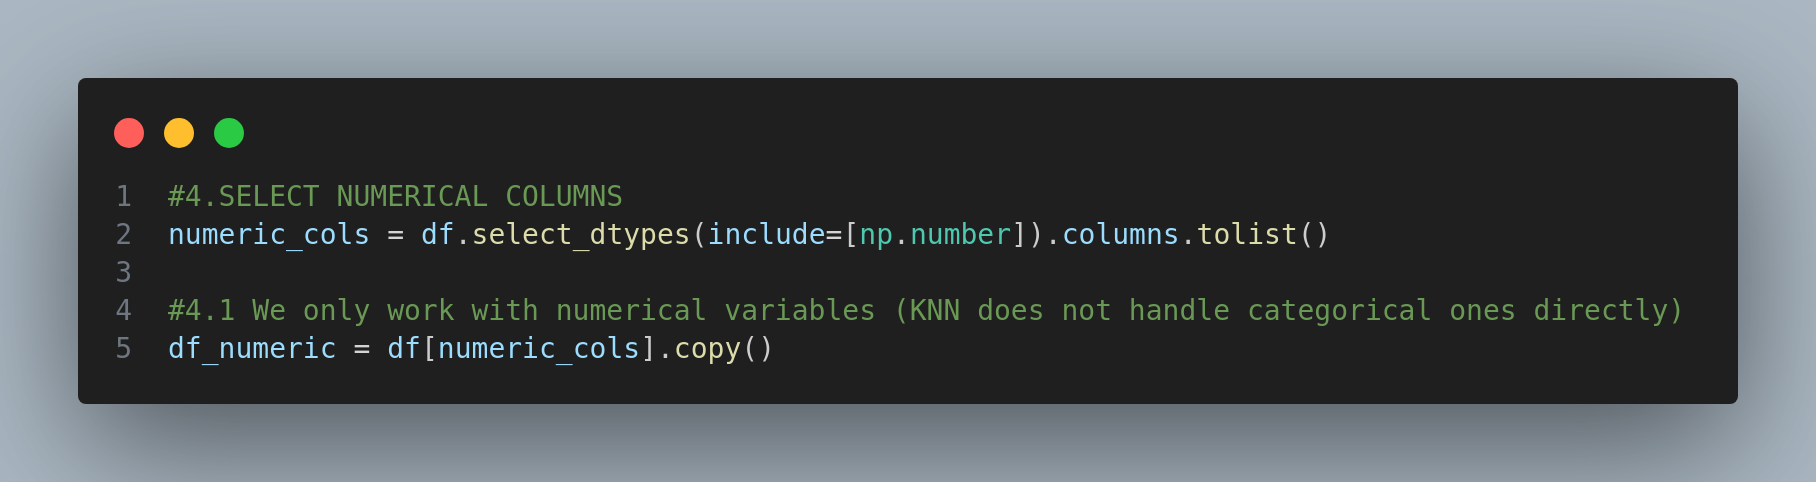 1 #4.SELECT NUMERICAL COLUMNS
2 numeric_cols = df.select_dtypes(include=[np.number]).columns.tolist()
3
4 #4.1 We only work with numerical variables (KNN does not handle categorical ones directly)
5 df_numeric = df[numeric_cols].copy()